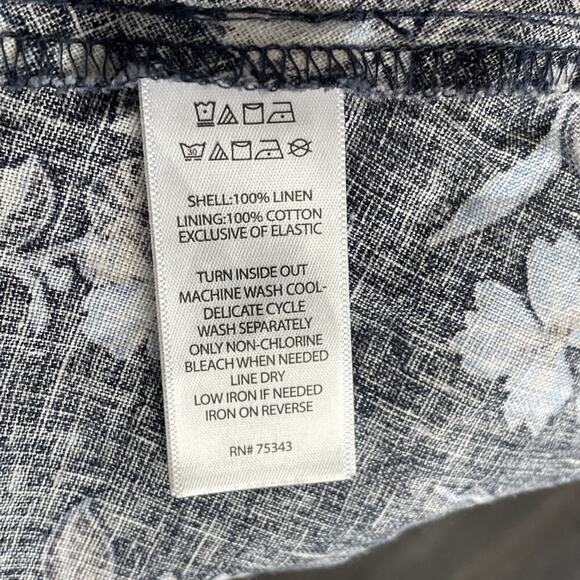 30
SHELL:100% LINEN
LINING:100% COTTON
EXCLUSIVE OF ELASTIC
TURN INSIDE OUT
MACHINE WASH COOL-
DELICATE CYCLE
WASH SEPARATELY
ONLY NON-CHLORINE
BLEACH WHEN NEEDED
LINE DRY
LOW IRON IF NEEDED
IRON ON REVERSE
RN# 75343